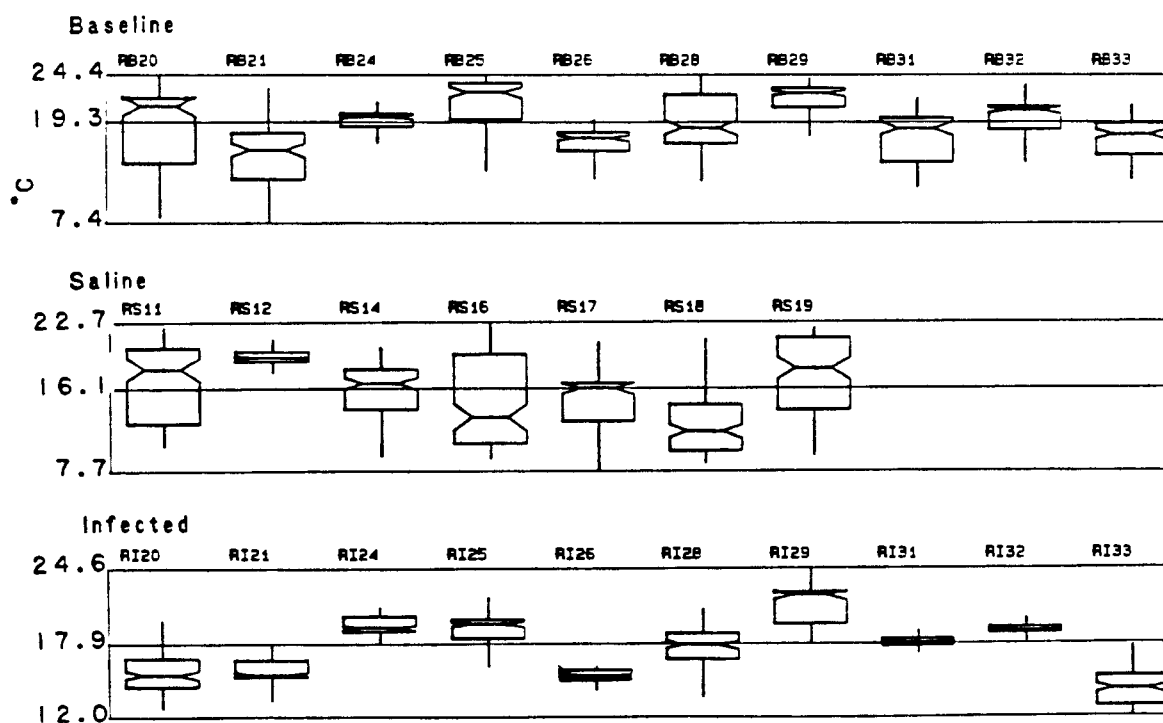 Baseline
RB20 RB21 RB24 RB25 RB26 RB28 RB29 RB31 RB32 RB33
24.4
19.3
°C
7.4
Saline
RS11 RS12 RS14 RS16 RS17 RS18 RS19
22.7
16.1
7.7
Infected
RI20 RI21 RI24 RI25 RI26 RI28 RI29 RI31 RI32 RI33
24.6
17.9
12.0